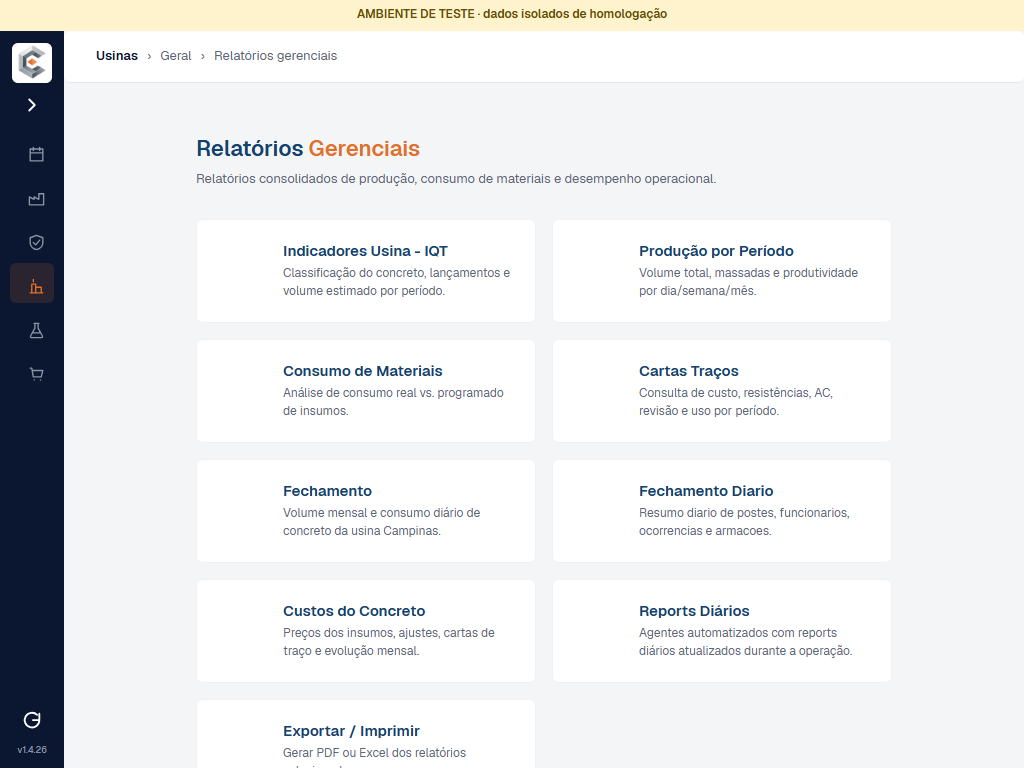 AMBIENTE DE TESTE · dados isolados de homologação
Usinas › Geral › Relatórios gerenciais
Relatórios Gerenciais
Relatórios consolidados de produção, consumo de materiais e desempenho operacional.
Indicadores Usina - IQT
Classificação do concreto, lançamentos e
volume estimado por período.
Produção por Período
Volume total, massadas e produtividade
por dia/semana/mês.
Consumo de Materiais
Análise de consumo real vs. programado
de insumos.
Cartas Traços
Consulta de custo, resistências, AC,
revisão e uso por período.
Fechamento
Volume mensal e consumo diário de
concreto da usina Campinas.
Fechamento Diario
Resumo diario de postes, funcionarios,
ocorrencias e armacoes.
Custos do Concreto
Preços dos insumos, ajustes, cartas de
traço e evolução mensal.
Reports Diários
Agentes automatizados com reports
diários atualizados durante a operação.
Exportar / Imprimir
Gerar PDF ou Excel dos relatórios
v1.4.26